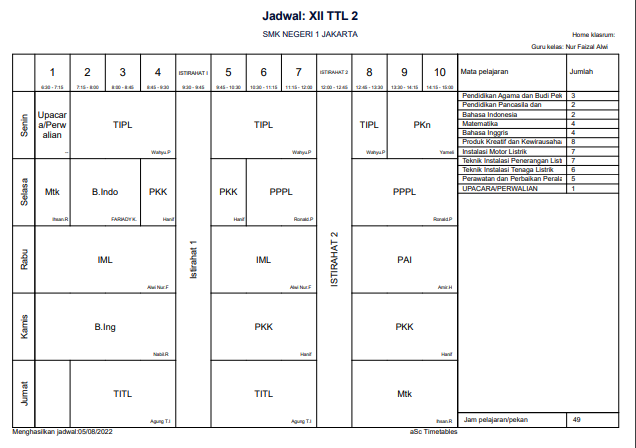 Jadwal: XII TTL 2
SMK NEGERI 1 JAKARTA
Home klasrum:
Guru kelas: Nur Faizal Alwi
1 2 3 4 ISTIRAHAT I 5 6 7 ISTIRAHAT 2 8 9 10 Mata pelajaran Jumlah
6:30 - 7:15 7:15 - 8:00 8:00 - 8:45 8:45 - 9:30 9:30 - 9:45 9:45 - 10:30 10:30 - 11:15 11:15 - 12:00 12:00 - 12:45 12:45 - 13:30 13:30 - 14:15 14:15 - 15:00
Senin
Upacar
a/Perw
alian
TIPL TIPL TIPL PKn
-- Wahyu.P Wahyu.P Wahyu.P
Selasa
Mtk B.Indo PKK PKK PPPL PPPL
Ihsan.R FARIADY K. Hanif Hanif Ronald.P Ronald.P
Rabu
IML IML PAI
Alwi Nur.F Alwi Nur.F Amir.H
Kamis
B.Ing PKK PKK
Nabil.R Hanif Hanif
Jumat
TITL TITL Mtk
Agung T.I Agung T.I Ihsan.R
Istirahat 1
ISTIRAHAT 2
Pendidikan Agama dan Budi Pek 3
Pendidikan Pancasila dan 2
Bahasa Indonesia 2
Matematika 4
Bahasa Inggris 4
Produk Kreatif dan Kewirausaha 8
Instalasi Motor Listrik 7
Teknik Instalasi Penerangan Listi 7
Teknik Instalasi Tenaga Listrik 6
Perawatan dan Perbaikan Perala 5
UPACARA/PERWALIAN 1
Jam pelajaran/pekan 49
Menghasilkan jadwal:05/08/2022 aSc Timetables